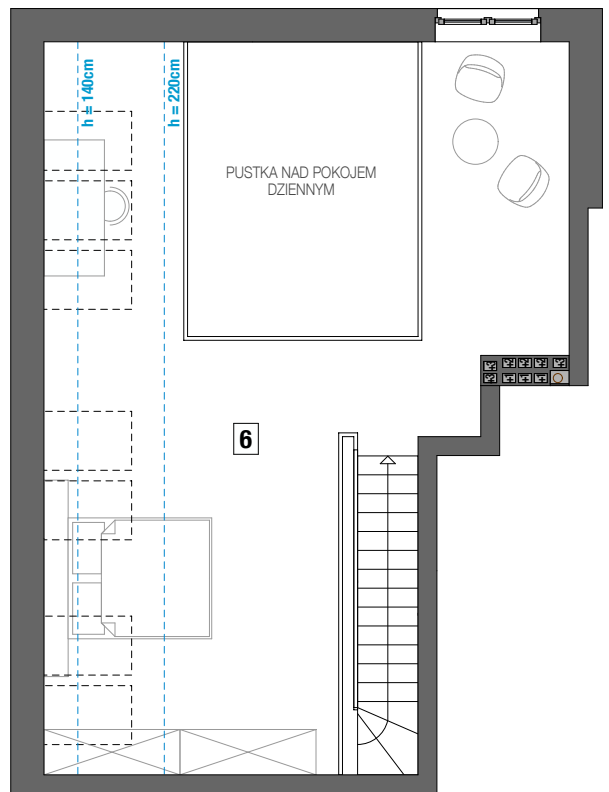 h = 140cm
h = 220cm
PUSTKA NAD POKOJEM
DZIENNYM
6